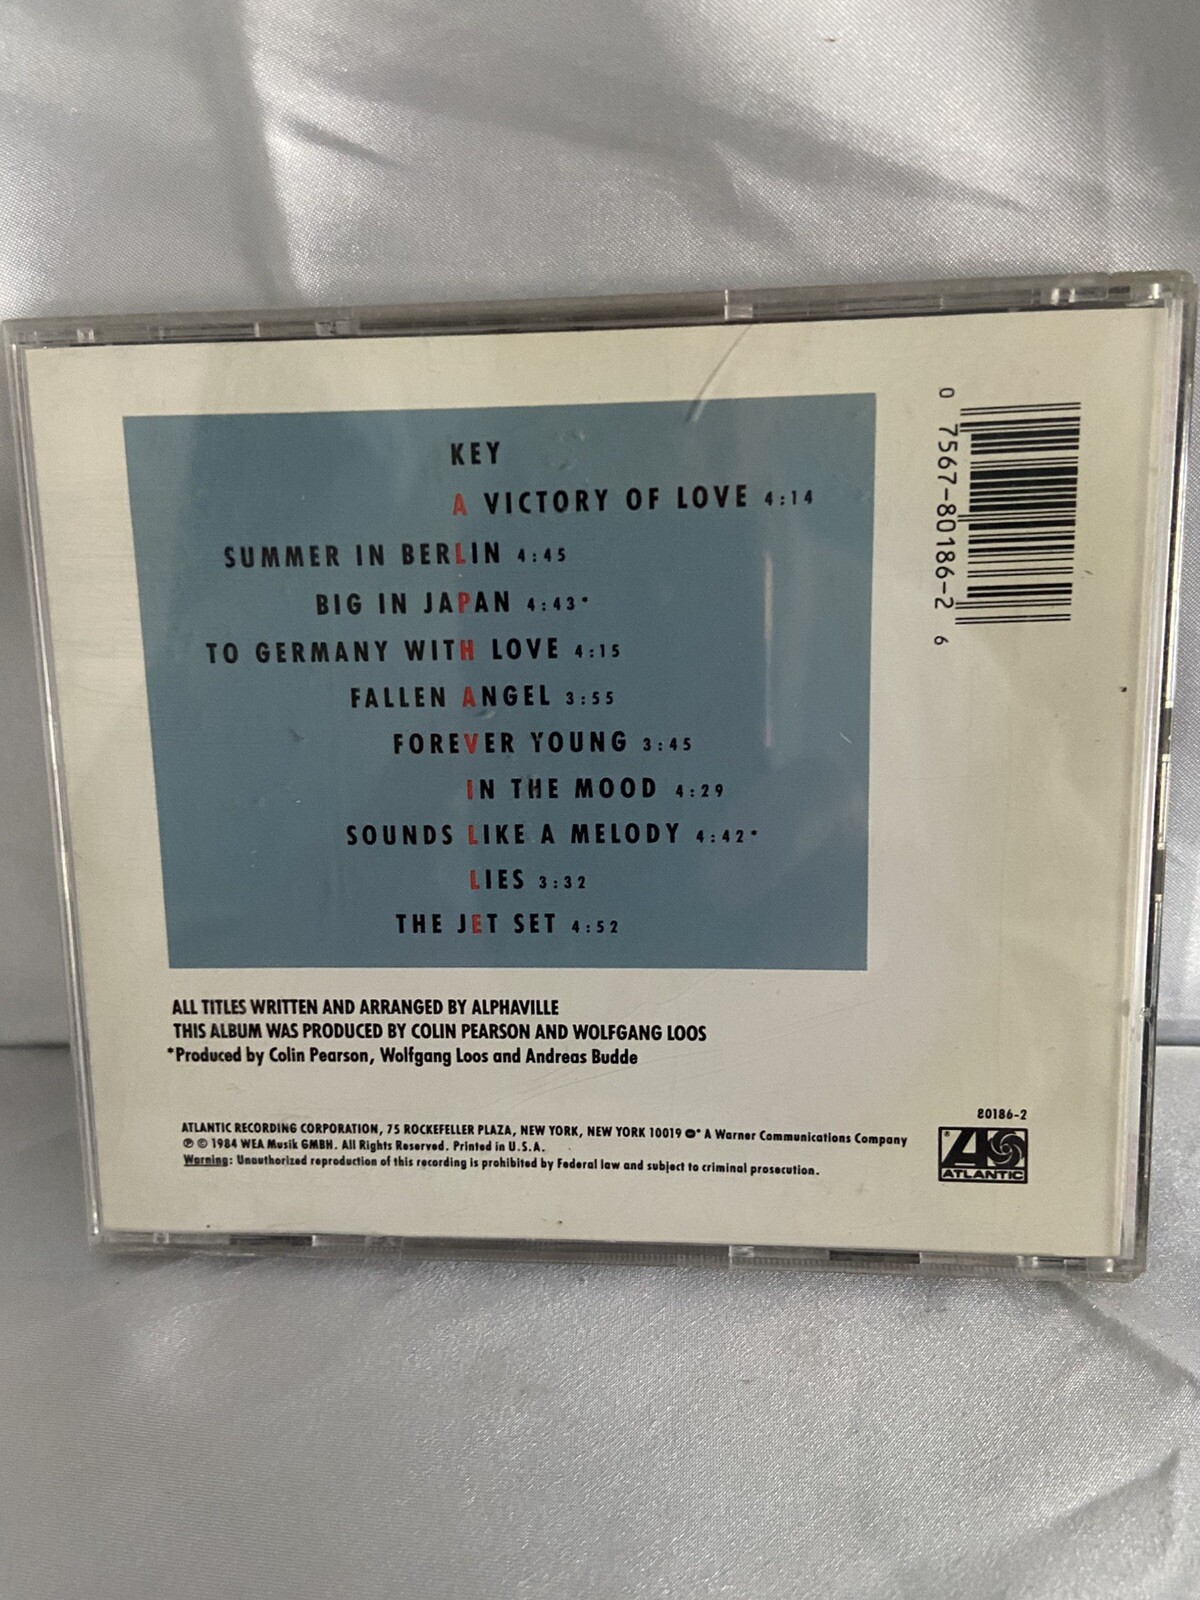 KEY
A VICTORY OF LOVE 4:14
SUMMER IN BERLIN 4:45
BIG IN JAPAN 4:43*
TO GERMANY WITH LOVE 4:15
FALLEN ANGEL 3:55
FOREVER YOUNG 3:45
IN THE MOOD 4:29
SOUNDS LIKE A MELODY 4:42*
LIES 3:32
THE JET SET 4:52
0 7567-80186-2 6
ALL TITLES WRITTEN AND ARRANGED BY ALPHAVILLE
THIS ALBUM WAS PRODUCED BY COLIN PEARSON AND WOLFGANG LOOS
*Produced by Colin Pearson, Wolfgang Loos and Andreas Budde
ATLANTIC RECORDING CORPORATION, 75 ROCKEFELLER PLAZA, NEW YORK, NEW YORK 10019 A Warner Communications Company
℗ © 1984 WEA Musik GMBH. All Rights Reserved. Printed in U.S.A.
Warning: Unauthorized reproduction of this recording is prohibited by Federal law and subject to criminal prosecution.
80186-2
ATLANTIC